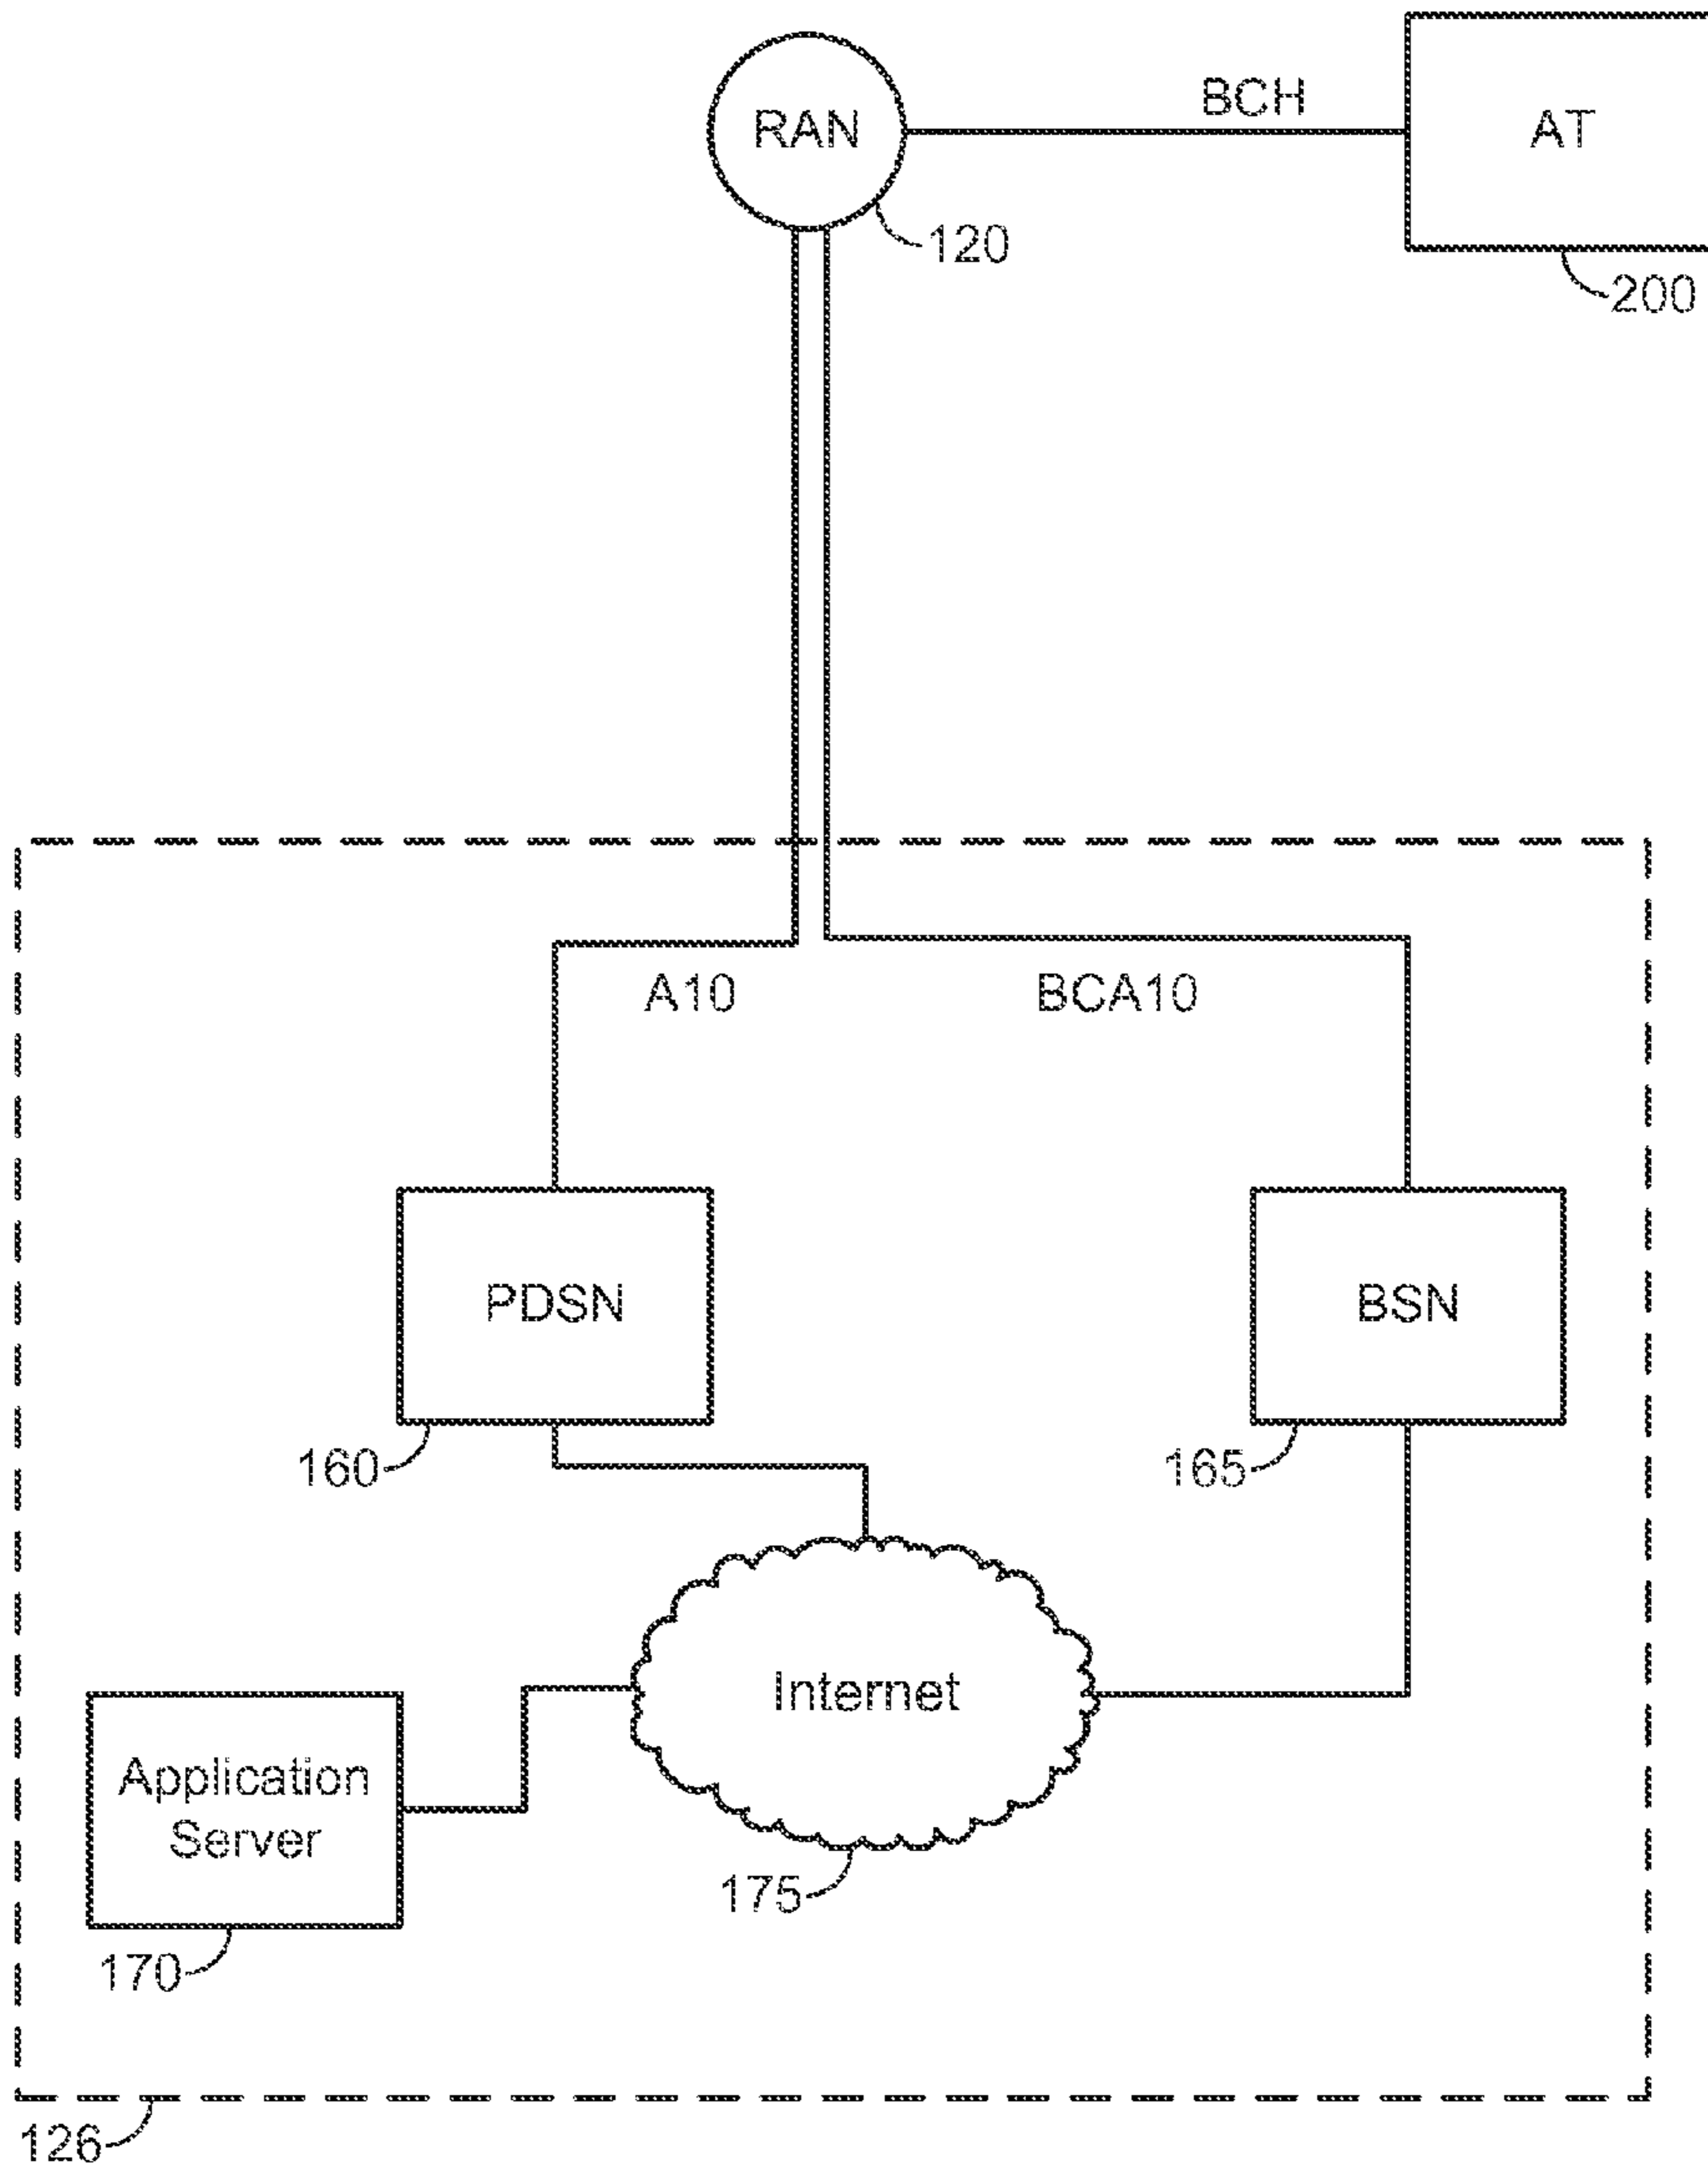 RAN
BCH
AT
120
200
A10
BCA10
PDSN
BSN
160
165
Internet
Application
Server
175
170
126